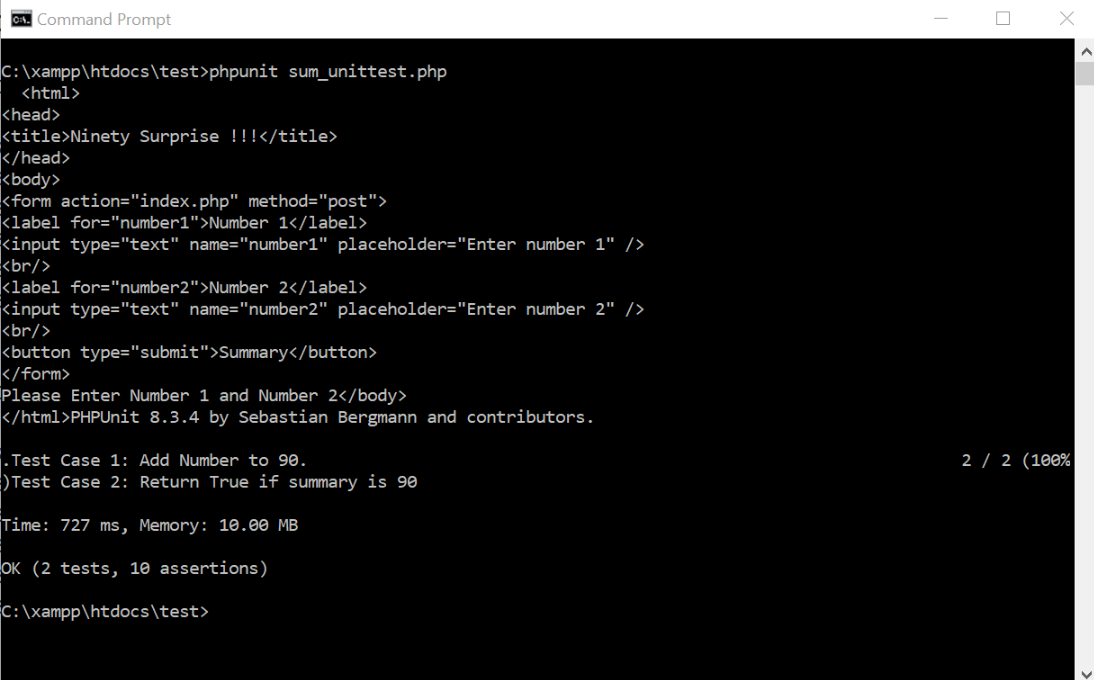 Command Prompt
C:\xampp\htdocs\test>phpunit sum_unittest.php
  <html>
<head>
<title>Ninety Surprise !!!</title>
</head>
<body>
<form action="index.php" method="post">
<label for="number1">Number 1</label>
<input type="text" name="number1" placeholder="Enter number 1" />
<br/>
<label for="number2">Number 2</label>
<input type="text" name="number2" placeholder="Enter number 2" />
<br/>
<button type="submit">Summary</button>
</form>
Please Enter Number 1 and Number 2</body>
</html>PHPUnit 8.3.4 by Sebastian Bergmann and contributors.
.Test Case 1: Add Number to 90. 2 / 2 (100%
)Test Case 2: Return True if summary is 90
Time: 727 ms, Memory: 10.00 MB
OK (2 tests, 10 assertions)
C:\xampp\htdocs\test>